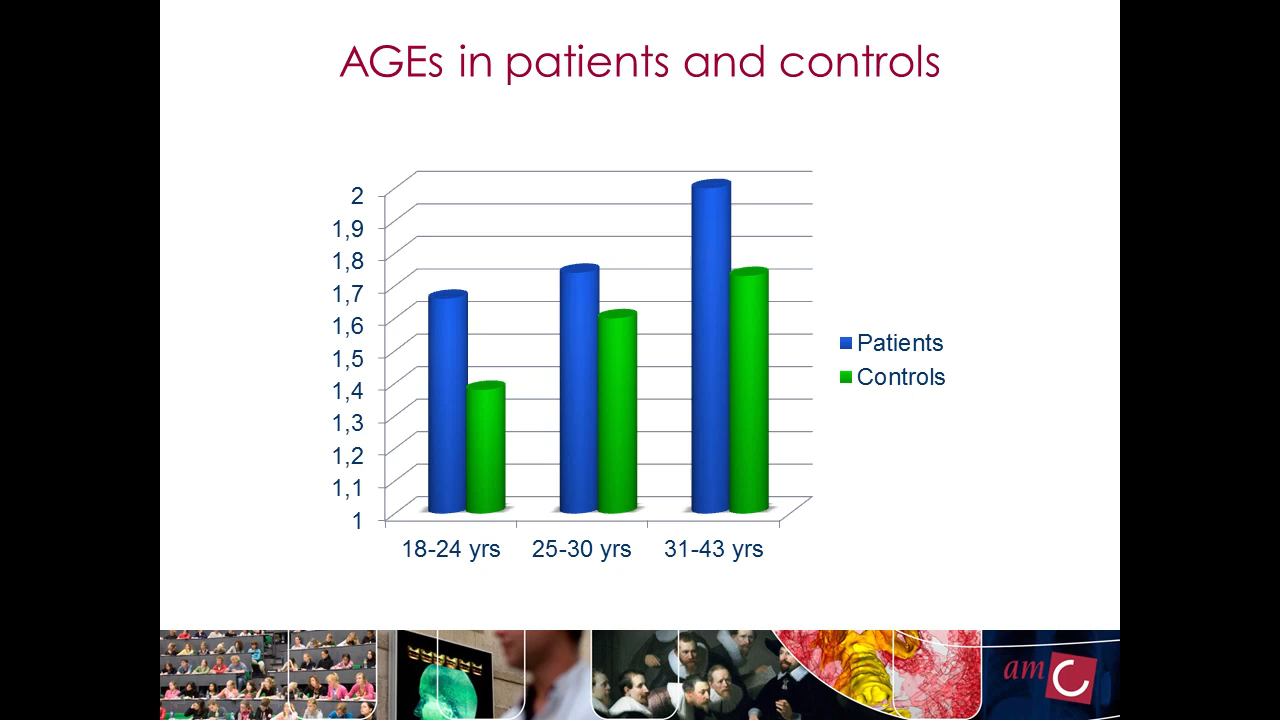 AGEs in patients and controls
2
1,9
1,8
1,7
1,6
1,5
1,4
1,3
1,2
1,1
1
18-24 yrs 25-30 yrs 31-43 yrs
Patients
Controls
amC